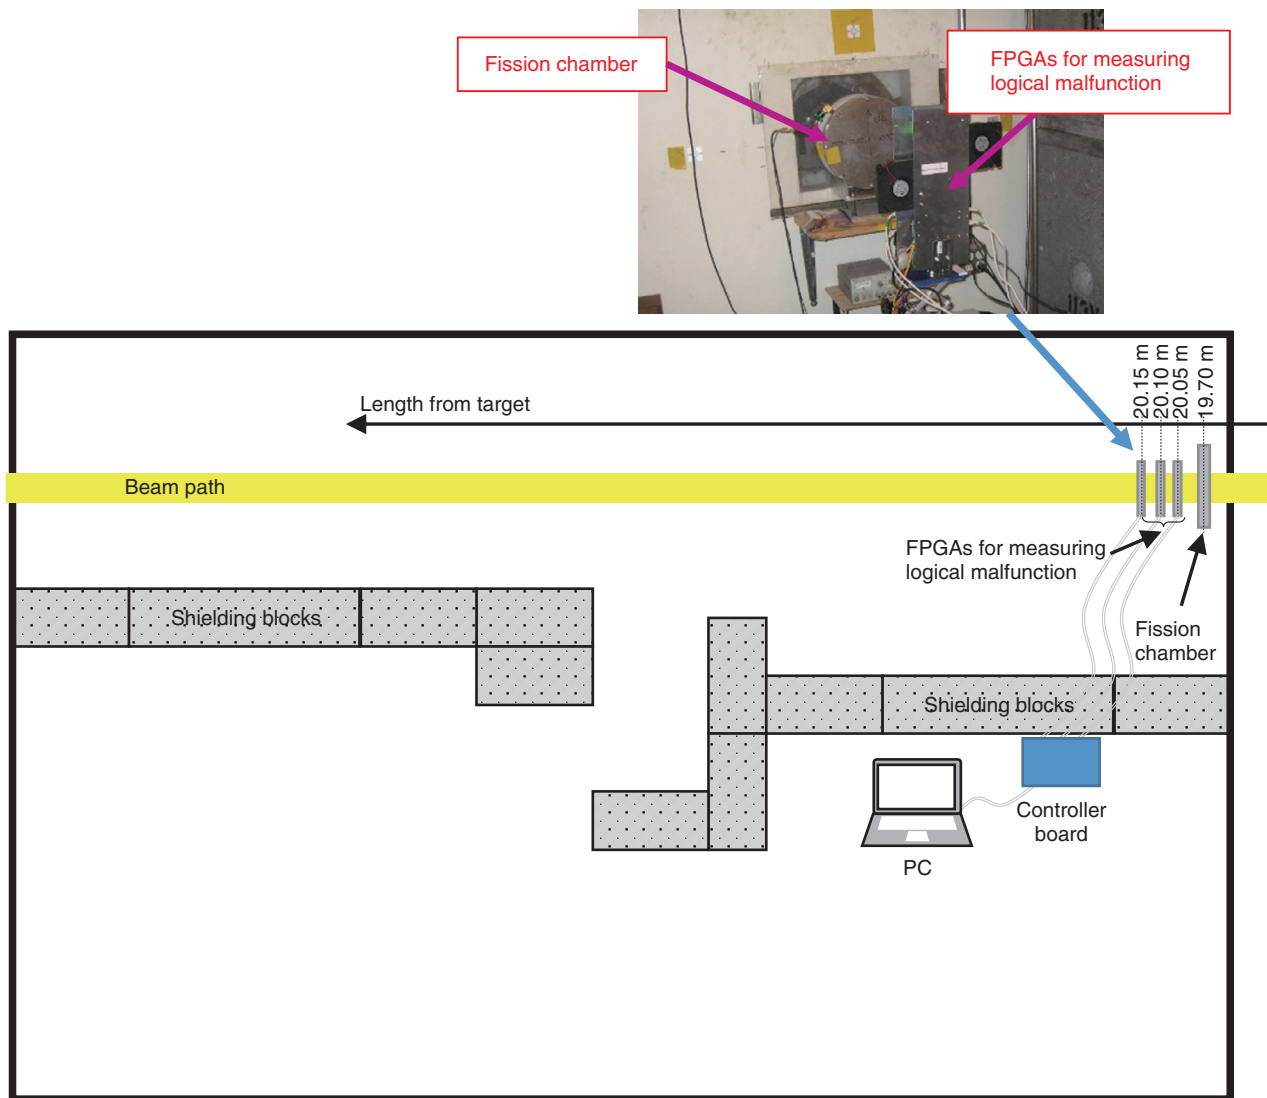 Fission chamber
FPGAs for measuring
logical malfunction
20.15 m
20.10 m
20.05 m
19.70 m
Length from target
Beam path
FPGAs for measuring
logical malfunction
Fission
chamber
Shielding blocks
Shielding blocks
Controller
board
PC